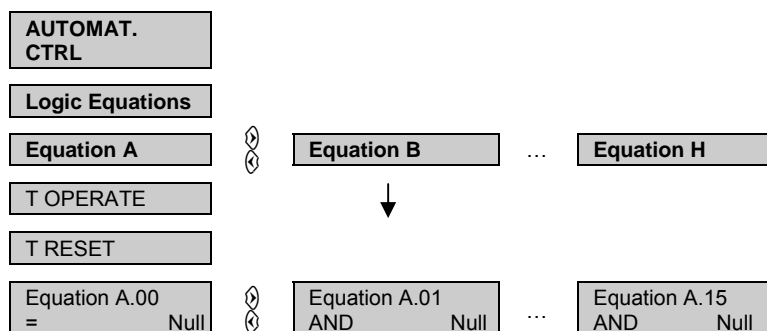 AUTOMAT.
CTRL
Logic Equations
Equation A
Equation B
…
Equation H
T OPERATE
T RESET
Equation A.00
= Null
Equation A.01
AND Null
…
Equation A.15
AND Null